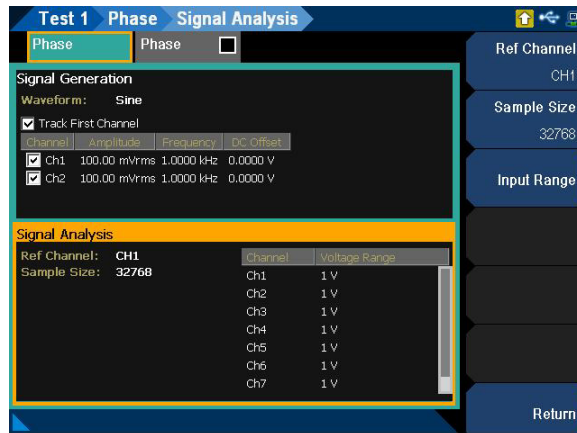 Test 1 Phase Signal Analysis
Phase Phase
Signal Generation
Waveform: Sine
Track First Channel
Channel Amplitude Frequency DC Offset
Ch1 100.00 mVrms 1.0000 kHz 0.0000 V
Ch2 100.00 mVrms 1.0000 kHz 0.0000 V
Signal Analysis
Ref Channel: CH1
Sample Size: 32768
Channel Voltage Range
Ch1 1 V
Ch2 1 V
Ch3 1 V
Ch4 1 V
Ch5 1 V
Ch6 1 V
Ch7 1 V
Ref Channel
CH1
Sample Size
32768
Input Range
Return